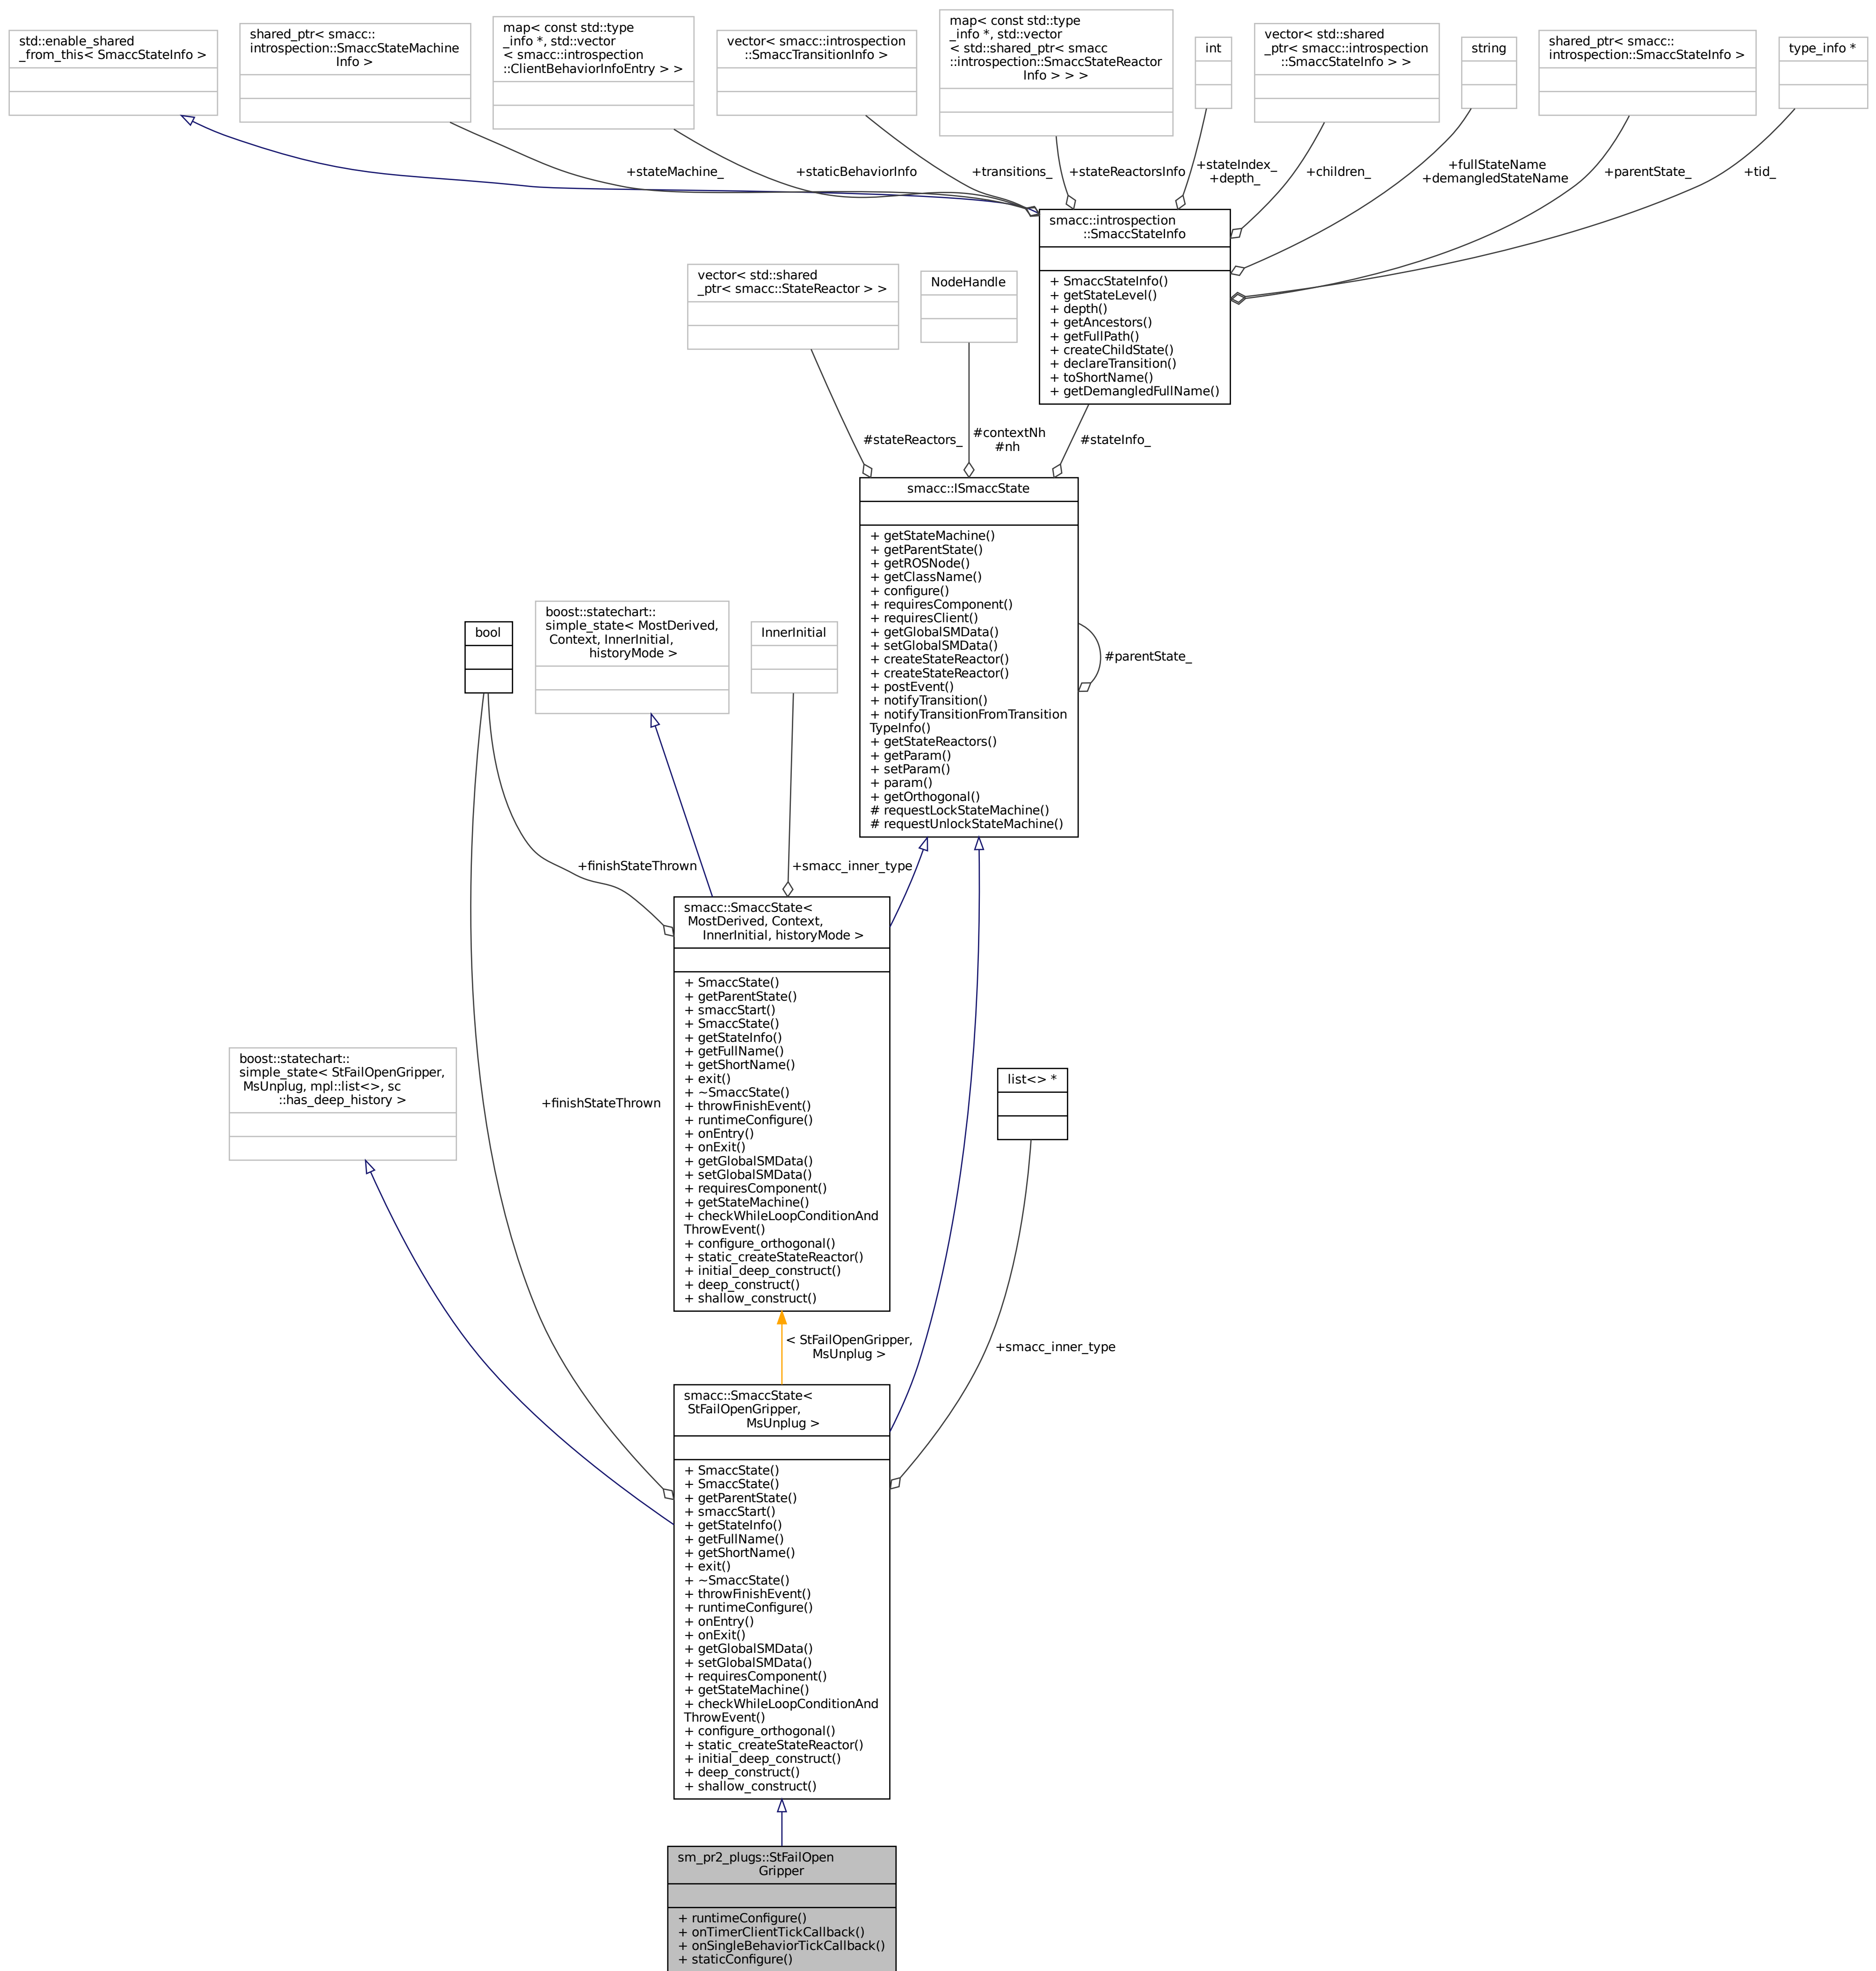 std::enable_shared
_from_this< SmaccStateInfo >
shared_ptr< smacc::
introspection::SmaccStateMachine
Info >
map< const std::type
_info *, std::vector
< smacc::introspection
::ClientBehaviorInfoEntry > >
vector< smacc::introspection
::SmaccTransitionInfo >
map< const std::type
_info *, std::vector
< std::shared_ptr< smacc
::introspection::SmaccStateReactor
Info > > >
int
vector< std::shared
_ptr< smacc::introspection
::SmaccStateInfo > >
string
shared_ptr< smacc::
introspection::SmaccStateInfo >
type_info *
+stateMachine_
+staticBehaviorInfo
+transitions_
+stateReactorsInfo
+stateIndex_
+depth_
+children_
+fullStateName
+demangledStateName
+parentState_
+tid_
smacc::introspection
::SmaccStateInfo
+ SmaccStateInfo()
+ getStateLevel()
+ depth()
+ getAncestors()
+ getFullPath()
+ createChildState()
+ declareTransition()
+ toShortName()
+ getDemangledFullName()
vector< std::shared
_ptr< smacc::StateReactor > >
NodeHandle
#stateReactors_
#contextNh
#nh
#stateInfo_
smacc::ISmaccState
+ getStateMachine()
+ getParentState()
+ getROSNode()
+ getClassName()
+ configure()
+ requiresComponent()
+ requiresClient()
+ getGlobalSMData()
+ setGlobalSMData()
+ createStateReactor()
+ createStateReactor()
+ postEvent()
+ notifyTransition()
+ notifyTransitionFromTransition
TypeInfo()
+ getStateReactors()
+ getParam()
+ setParam()
+ param()
+ getOrthogonal()
# requestLockStateMachine()
# requestUnlockStateMachine()
#parentState_
bool
boost::statechart::
simple_state< MostDerived,
Context, InnerInitial,
historyMode >
InnerInitial
+finishStateThrown
+smacc_inner_type
smacc::SmaccState<
MostDerived, Context,
InnerInitial, historyMode >
+ SmaccState()
+ getParentState()
+ smaccStart()
+ SmaccState()
+ getStateInfo()
+ getFullName()
+ getShortName()
+ exit()
+ ~SmaccState()
+ throwFinishEvent()
+ runtimeConfigure()
+ onEntry()
+ onExit()
+ getGlobalSMData()
+ setGlobalSMData()
+ requiresComponent()
+ getStateMachine()
+ checkWhileLoopConditionAnd
ThrowEvent()
+ configure_orthogonal()
+ static_createStateReactor()
+ initial_deep_construct()
+ deep_construct()
+ shallow_construct()
boost::statechart::
simple_state< StFailOpenGripper,
MsUnplug, mpl::list<>, sc
::has_deep_history >
+finishStateThrown
list<> *
< StFailOpenGripper,
MsUnplug >
+smacc_inner_type
smacc::SmaccState<
StFailOpenGripper,
MsUnplug >
+ SmaccState()
+ SmaccState()
+ getParentState()
+ smaccStart()
+ getStateInfo()
+ getFullName()
+ getShortName()
+ exit()
+ ~SmaccState()
+ throwFinishEvent()
+ runtimeConfigure()
+ onEntry()
+ onExit()
+ getGlobalSMData()
+ setGlobalSMData()
+ requiresComponent()
+ getStateMachine()
+ checkWhileLoopConditionAnd
ThrowEvent()
+ configure_orthogonal()
+ static_createStateReactor()
+ initial_deep_construct()
+ deep_construct()
+ shallow_construct()
sm_pr2_plugs::StFailOpen
Gripper
+ runtimeConfigure()
+ onTimerClientTickCallback()
+ onSingleBehaviorTickCallback()
+ staticConfigure()